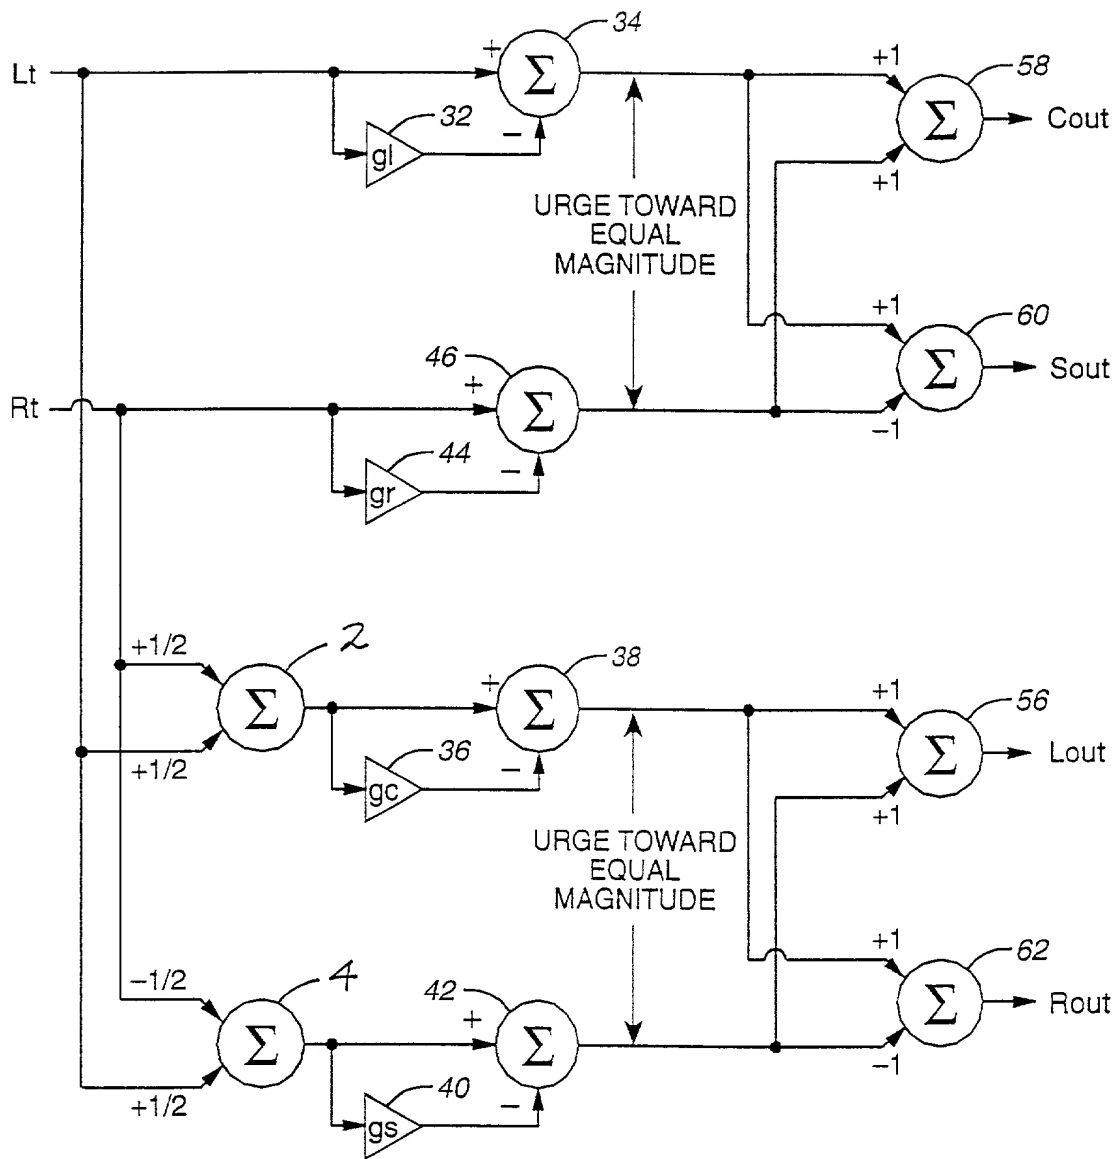 34
+
Lt
Σ
+1
58
32
−
Σ
Cout
gl
+1
URGE TOWARD
EQUAL
MAGNITUDE
+1
60
46
+
Σ
Sout
Rt
Σ
−1
44
−
gr
+1/2
2
38
+
+1
56
Σ
Σ
36
−
Σ
Lout
+1/2
gc
+1
URGE TOWARD
EQUAL
MAGNITUDE
+1
62
−1/2
4
42
+
Σ
Rout
Σ
Σ
−1
+1/2
40
−
gs